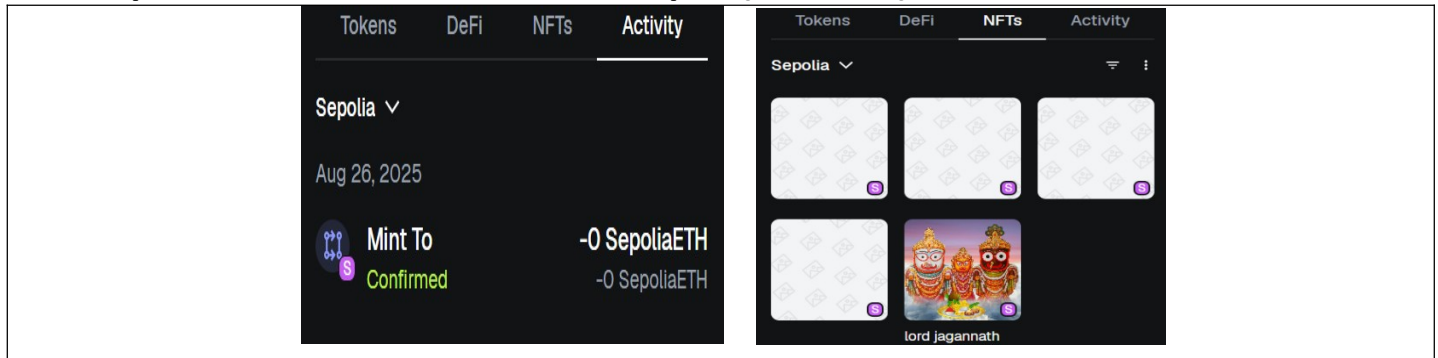 Tokens DeFi NFTs Activity
Sepolia
Aug 26, 2025
Mint To -0 SepoliaETH
S
Confirmed -0 SepoliaETH
Tokens DeFi NFTs Activity
Sepolia
S S S
S S
lord jagannath